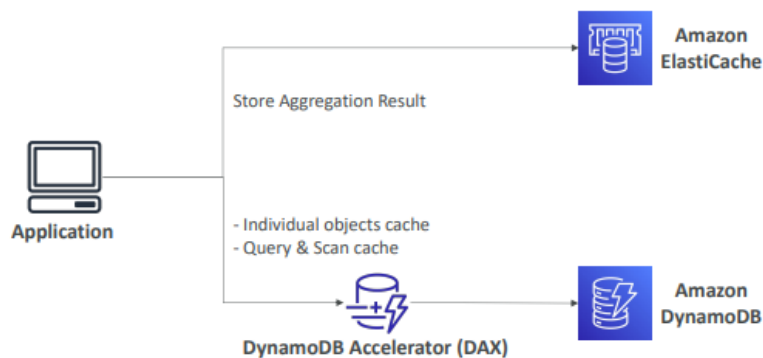 Amazon
ElastiCache
Store Aggregation Result
Application
- Individual objects cache
- Query & Scan cache
Amazon
DynamoDB
DynamoDB Accelerator (DAX)